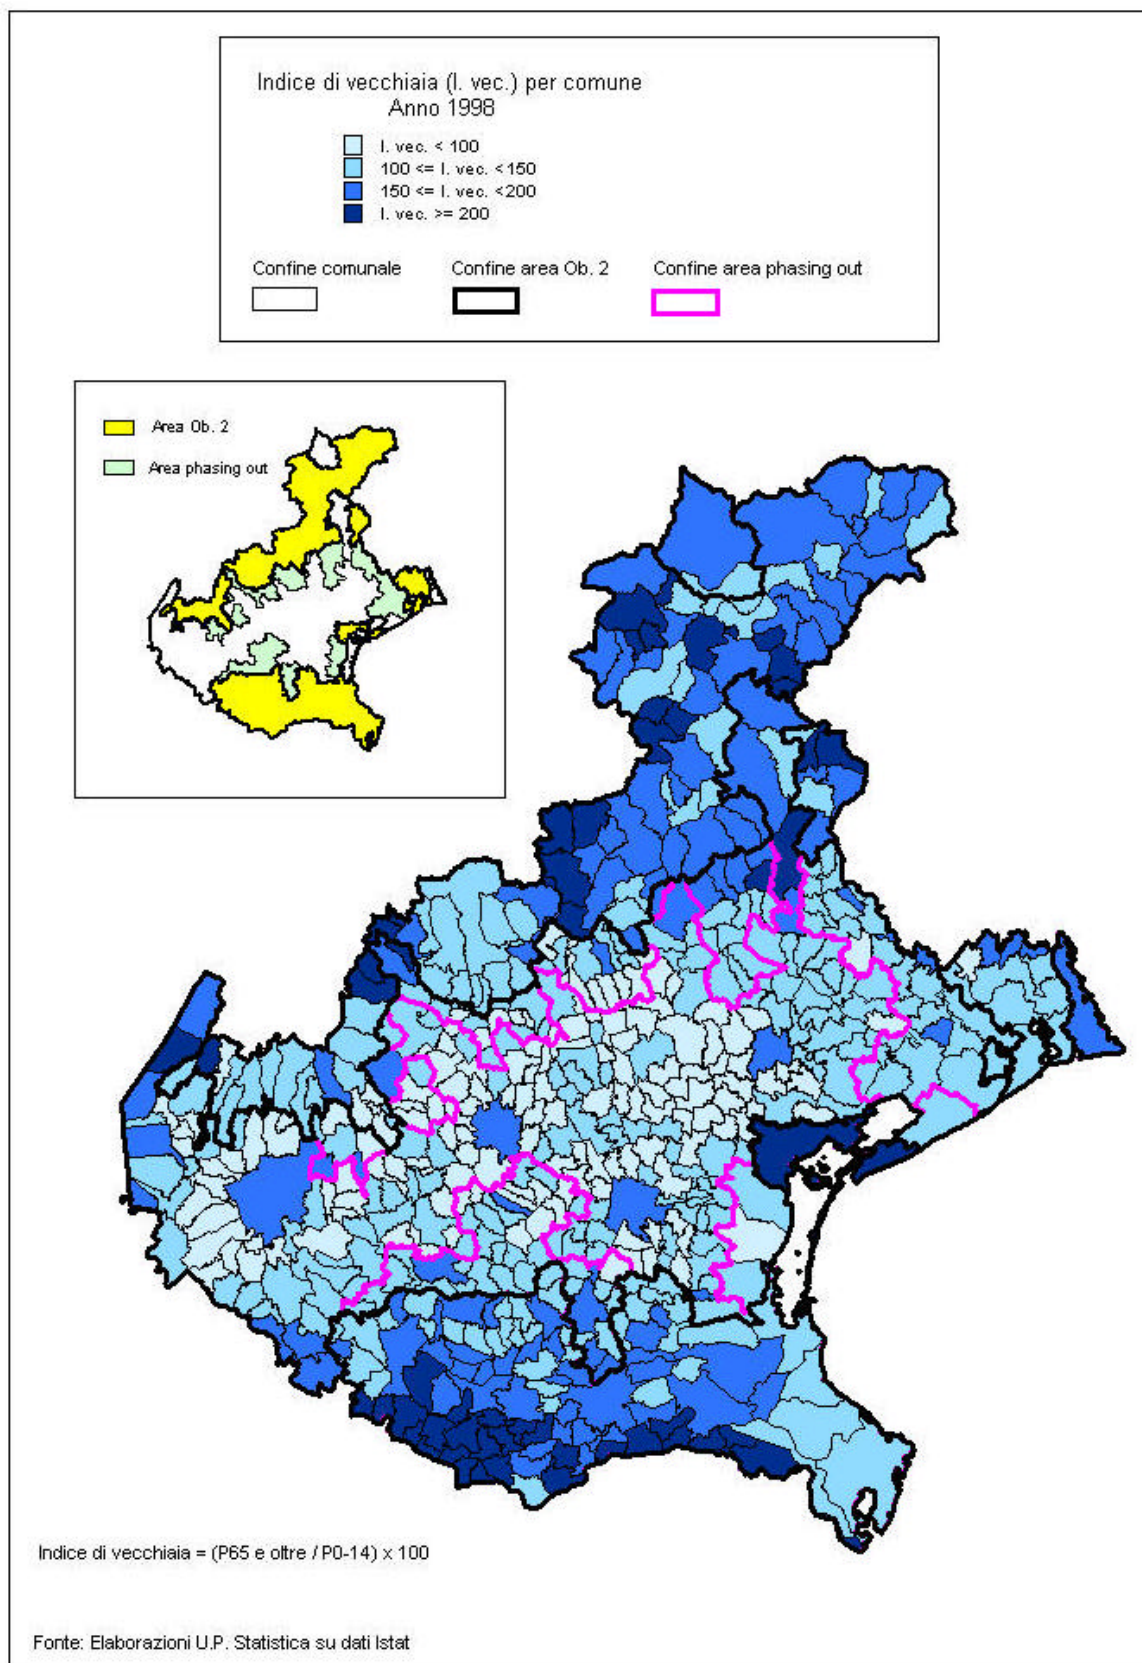 Indice di vecchiaia (I. vec.) per comune
Anno 1998
I. vec. < 100
100 <= I. vec. <150
150 <= I. vec. <200
I. vec. >= 200
Confine comunale
Confine area Ob. 2
Confine area phasing out
Area Ob. 2
Area phasing out
Indice di vecchiaia = (P65 e oltre / P0-14) x 100
Fonte: Elaborazioni U.P. Statistica su dati Istat